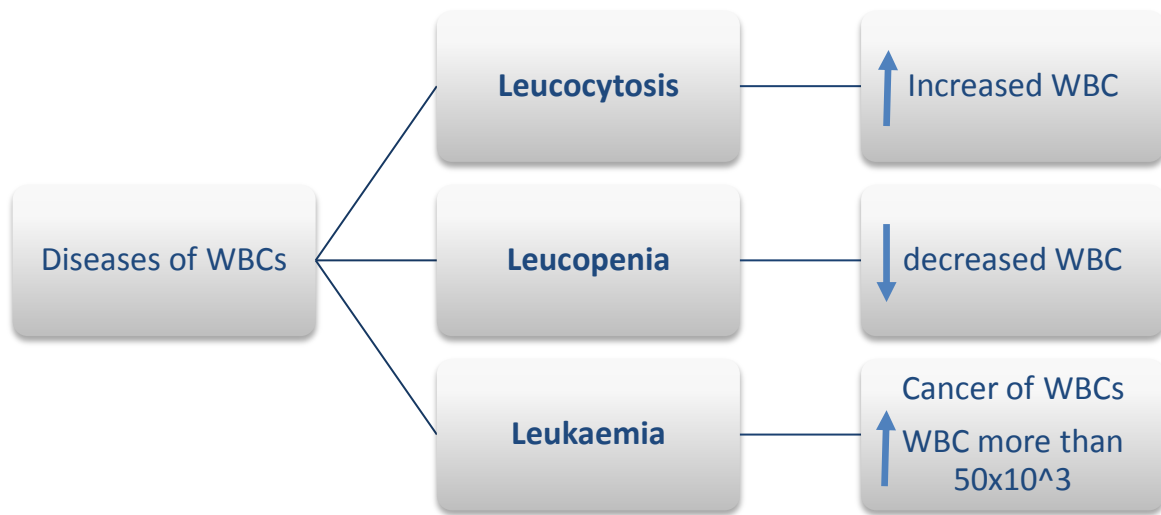 Diseases of WBCs
Leucocytosis
Increased WBC
Leucopenia
decreased WBC
Leukaemia
Cancer of WBCs
WBC more than
50x10^3